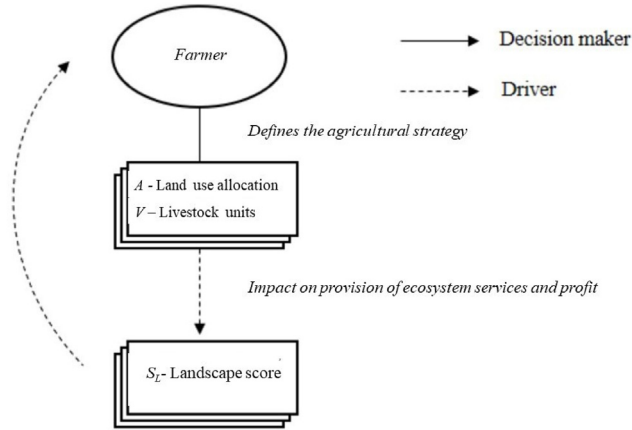 Farmer
Decision maker
Driver
Defines the agricultural strategy
A - Land use allocation
V – Livestock units
Impact on provision of ecosystem services and profit
SL- Landscape score